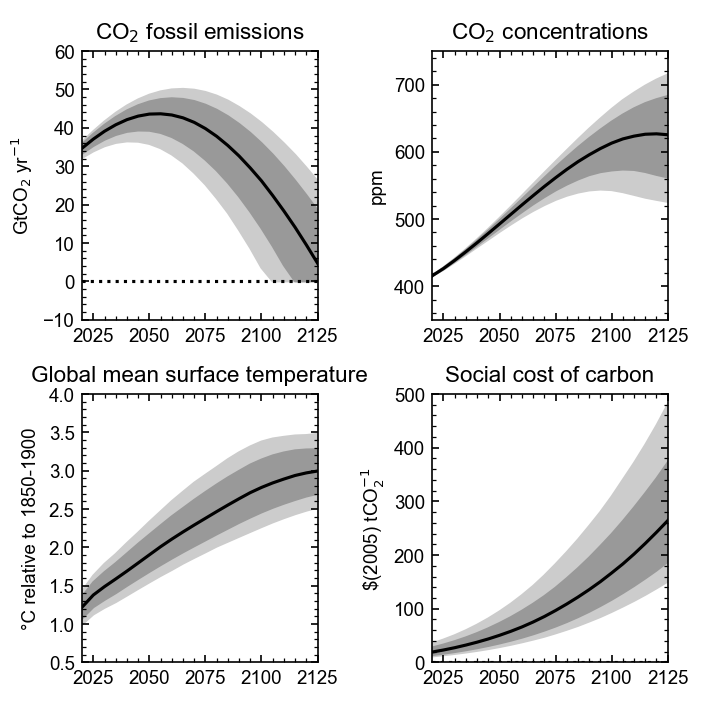 CO₂ fossil emissions
60
50
40
30
20
10
0
−10
GtCO₂ yr⁻¹
2025 2050 2075 2100 2125
CO₂ concentrations
700
600
500
400
ppm
2025 2050 2075 2100 2125
Global mean surface temperature
4.0
3.5
3.0
2.5
2.0
1.5
1.0
0.5
°C relative to 1850-1900
2025 2050 2075 2100 2125
Social cost of carbon
500
400
300
200
100
0
$(2005) tCO₂⁻¹
2025 2050 2075 2100 2125